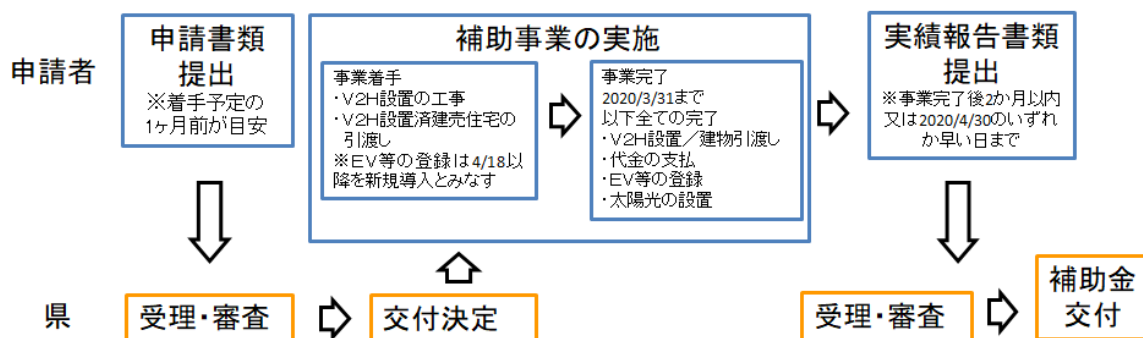 申請者
申請書類
提出
※着手予定の
1ヶ月前が目安
補助事業の実施
事業着手
・V2H設置の工事
・V2H設置済建売住宅の
引渡し
※EV等の登録は4/18以
降を新規導入とみなす
事業完了
2020/3/31まで
以下全ての完了
・V2H設置／建物引渡し
・代金の支払
・EV等の登録
・太陽光の設置
実績報告書類
提出
※事業完了後2か月以内
又は2020/4/30のいずれ
か早い日まで
県
受理・審査
交付決定
受理・審査
補助金
交付